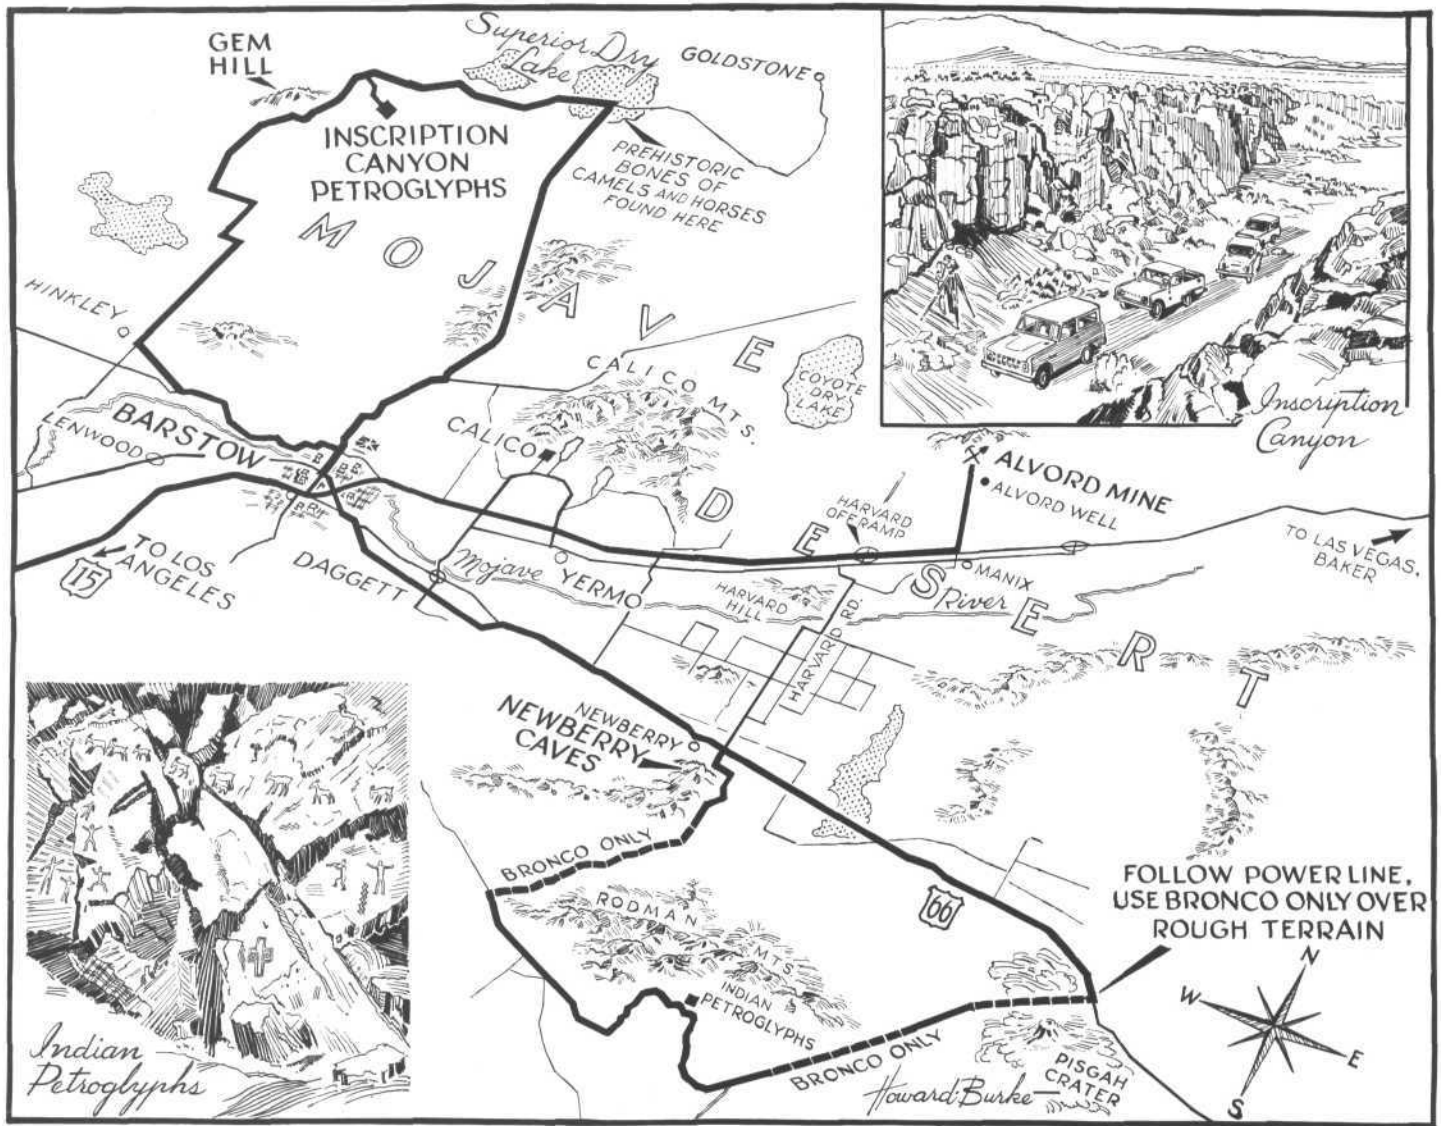 GEM
HILL
Superior Dry
Lake
GOLDSTONE
INSCRIPTION
CANYON
PETROGLYPHS
PREHISTORIC
BONES OF
CAMELS AND HORSES
FOUND HERE
MOJAVE
DESERT
HINKLEY
Inscription
Canyon
CALICO
MTS.
COYOTE
DRY
LAKE
BARSTOW
LENWOOD
CALICO
ALVORD MINE
ALVORD WELL
HARVARD
OFF RAMP
TO LAS VEGAS,
BAKER
TO LOS
ANGELES
15
DAGGETT
Mojave
River
YERMO
HARVARD
HILL
MANIX
HARVARD RD.
NEWBERRY
NEWBERRY
CAVES
BRONCO ONLY
66
FOLLOW POWER LINE,
USE BRONCO ONLY OVER
ROUGH TERRAIN
RODMAN
MTS.
INDIAN
PETROGLYPHS
BRONCO ONLY
PISGAH
CRATER
N
W
E
S
Indian
Petroglyphs
Howard Burke